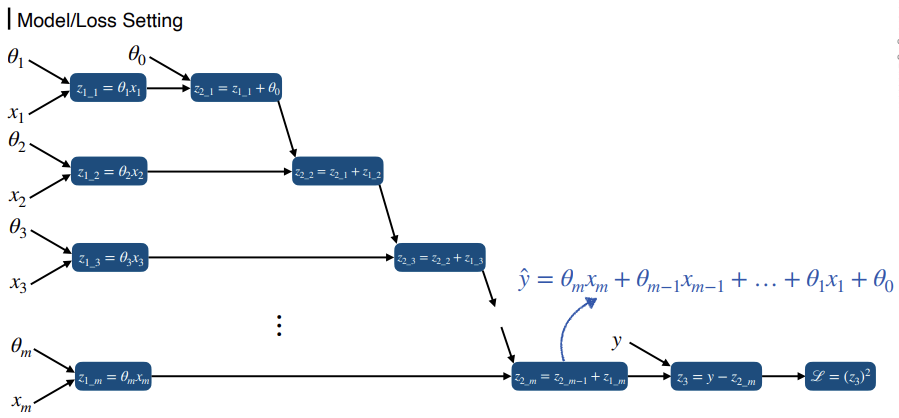 Model/Loss Setting
θ₁
θ₀
z₁_₁ = θ₁x₁
z₂_₁ = z₁_₁ + θ₀
x₁
θ₂
z₁_₂ = θ₂x₂
z₂_₂ = z₂_₁ + z₁_₂
x₂
θ₃
z₁_₃ = θ₃x₃
z₂_₃ = z₂_₂ + z₁_₃
x₃
ŷ = θₘxₘ + θₘ₋₁xₘ₋₁ + … + θ₁x₁ + θ₀
⋮
θₘ
y
z₁_ₘ = θₘxₘ
z₂_ₘ = z₂_ₘ₋₁ + z₁_ₘ
z₃ = y − z₂_ₘ
ℒ = (z₃)²
xₘ